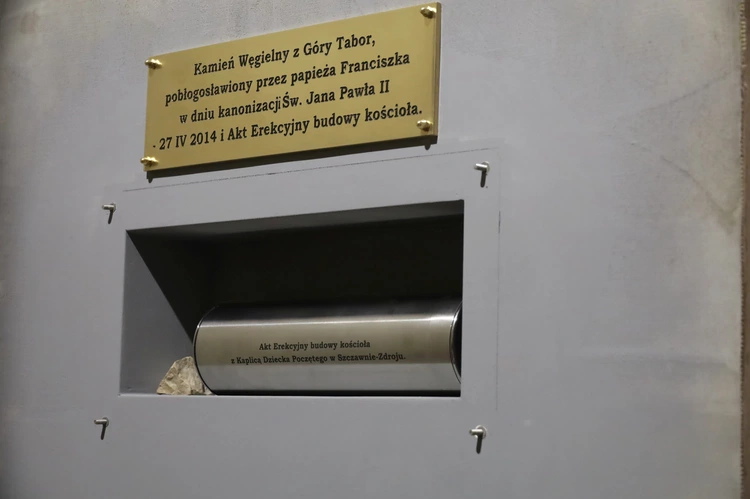 Kamień Węgielny z Góry Tabor,
pobłogosławiony przez papieża Franciszka
w dniu kanonizacji Św. Jana Pawła II
- 27 IV 2014 i Akt Erekcyjny budowy kościoła.
Akt Erekcyjny budowy kościoła
z Kaplicą Dziecka Poczętego w Szczawnie-Zdroju.